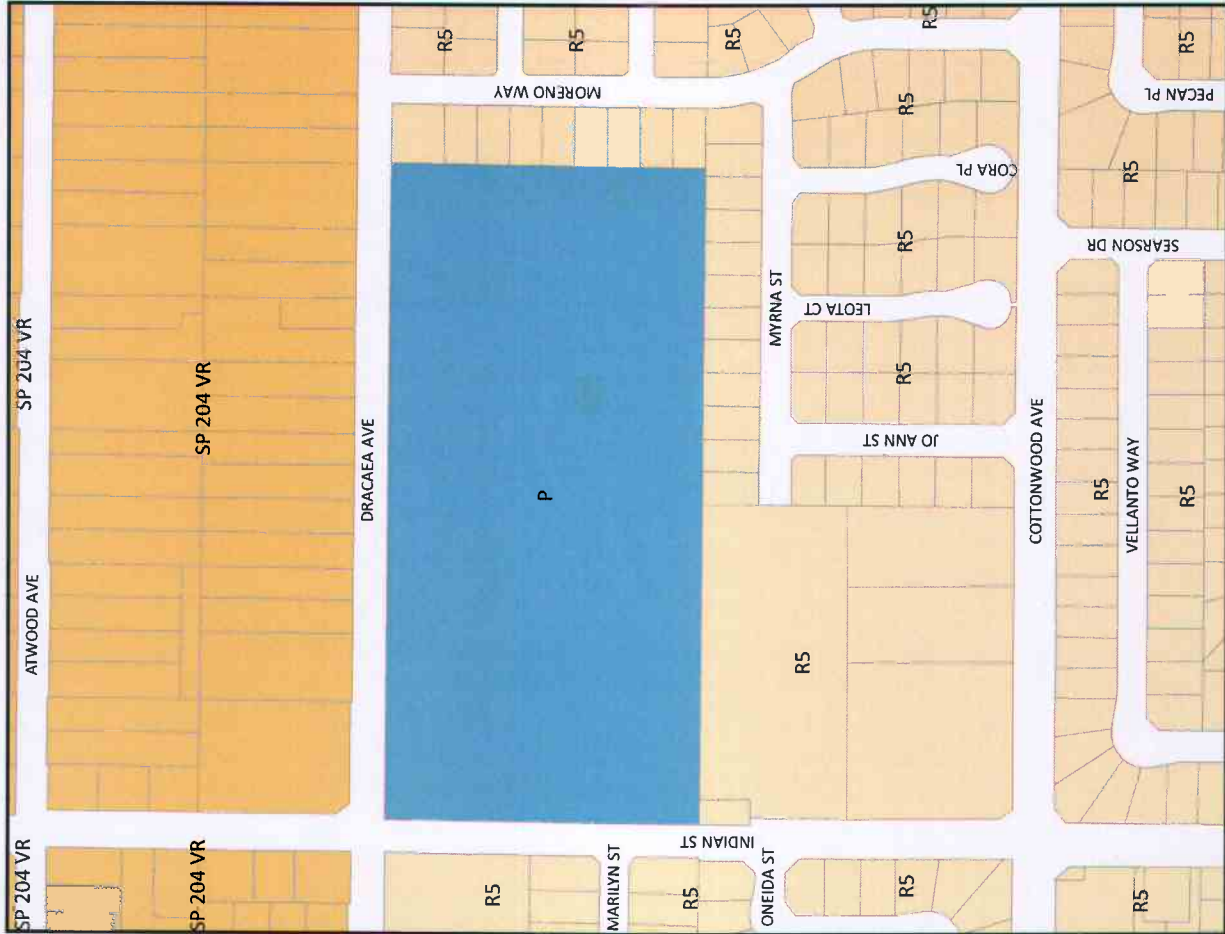 SP 204 VR
SP 204 VR
R5
R5
R5
R5
MORENO WAY
PECAN PL
R5
R5
R5
CORA PL
R5
SP 204 VR
ATWOOD AVE
DRACAEA AVE
P
MYRNA ST
LEOTA CT
R5
R5
JO ANN ST
SEARSON DR
COTTONWOOD AVE
R5
VELLANTO WAY
R5
R5
SP 204 VR
INDIAN ST
R5
MARILYN ST
R5
ONEIDA ST
R5
R5